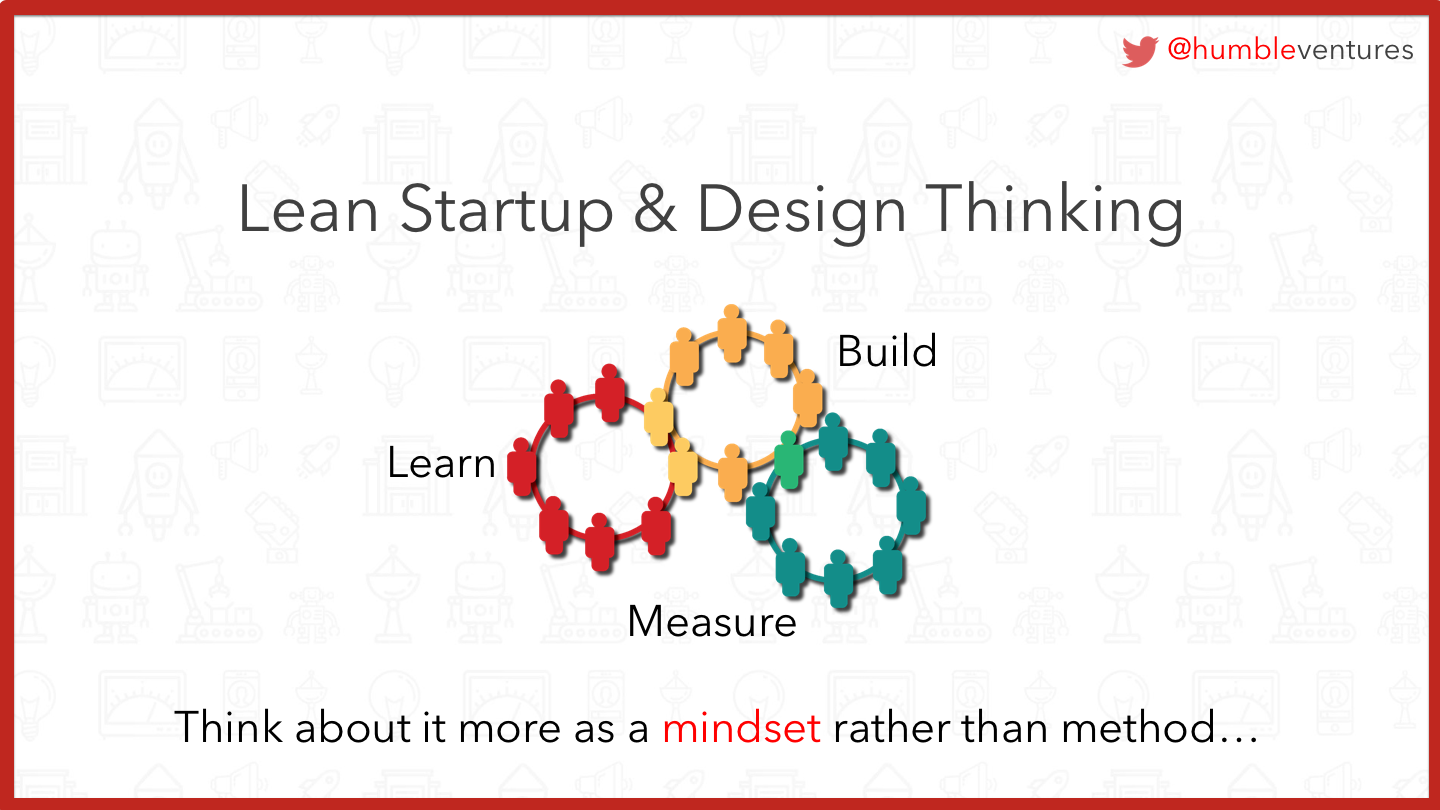 @humbleventures
Lean Startup & Design Thinking
Build
Learn
Measure
Think about it more as a mindset rather than method…